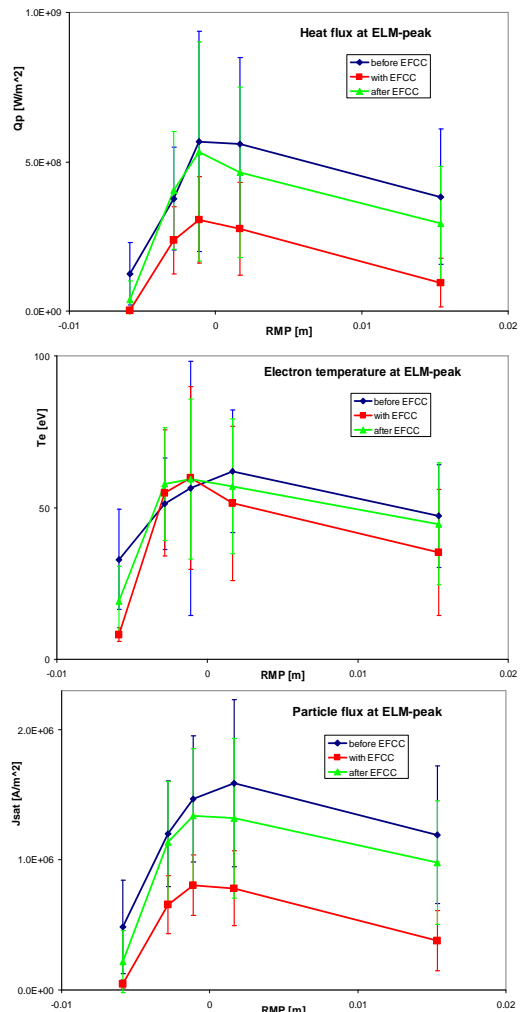 Heat flux at ELM-peak
before EFCC
with EFCC
after EFCC
1.0E+09
5.0E+08
0.0E+00
Qp [W/m^2]
-0.01
0
0.01
0.02
RMP [m]
Electron temperature at ELM-peak
before EFCC
with EFCC
after EFCC
100
50
0
Te [eV]
-0.01
0
0.01
0.02
RMP [m]
Particle flux at ELM-peak
before EFCC
with EFCC
after EFCC
2.0E+06
1.0E+06
0.0E+00
Jsat [A/m^2]
-0.01
0
0.01
0.02
RMP [m]